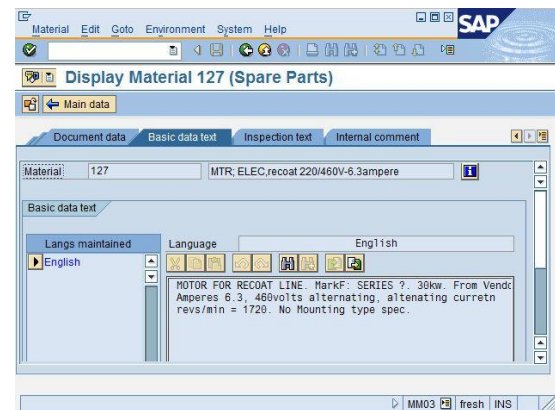 Material Edit Goto Environment System Help
SAP
Display Material 127 (Spare Parts)
Main data
Document data Basic data text Inspection text Internal comment
Material 127 MTR; ELEC,recoat 220/460V-6.3ampere
Basic data text
Langs maintained Language English
English
MOTOR FOR RECOAT LINE. MarkF: SERIES ?. 30kw. From Vendo
Amperes 6.3, 460volts alternating, altenating curretn
revs/min = 1720. No Mounting type spec.
MM03 fresh INS